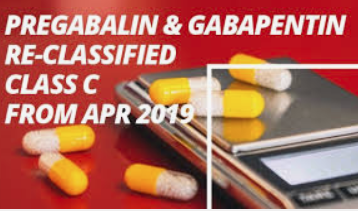 PREGABALIN & GABAPENTIN
RE-CLASSIFIED
CLASS C
FROM APR 2019